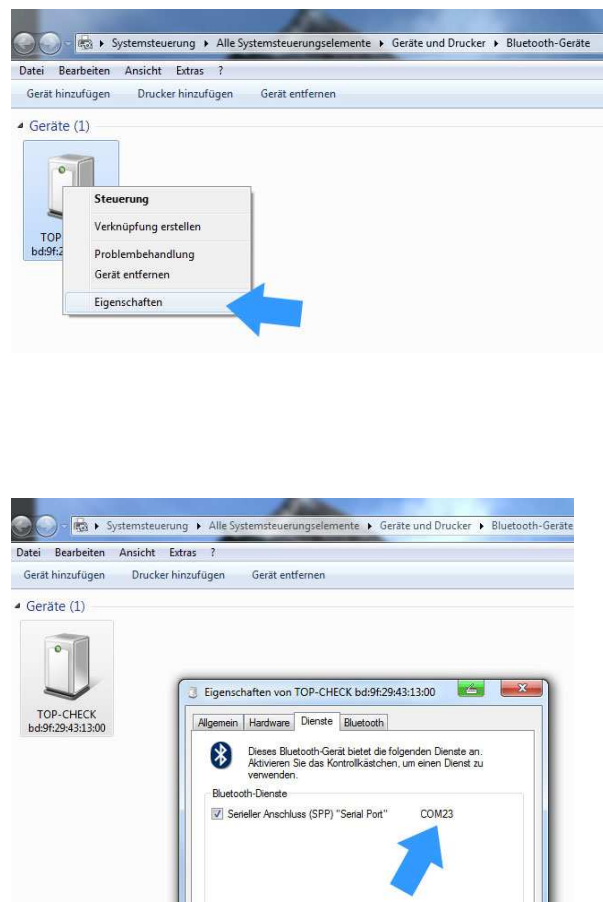 Systemsteuerung ▸ Alle Systemsteuerungselemente ▸ Geräte und Drucker ▸ Bluetooth-Geräte
Datei Bearbeiten Ansicht Extras ?
Gerät hinzufügen Drucker hinzufügen Gerät entfernen
Geräte (1)
Steuerung
Verknüpfung erstellen
TOP
bd:9f:2
Problembehandlung
Gerät entfernen
Eigenschaften
Systemsteuerung ▸ Alle Systemsteuerungselemente ▸ Geräte und Drucker ▸ Bluetooth-Geräte
Datei Bearbeiten Ansicht Extras ?
Gerät hinzufügen Drucker hinzufügen Gerät entfernen
Geräte (1)
TOP-CHECK
bd:9f:29:43:13:00
Eigenschaften von TOP-CHECK bd:9f:29:43:13:00
Allgemein Hardware Dienste Bluetooth
Dieses Bluetooth-Gerät bietet die folgenden Dienste an.
Aktivieren Sie das Kontrollkästchen, um einen Dienst zu
verwenden.
Bluetooth-Dienste
Serieller Anschluss (SPP) "Serial Port" COM23